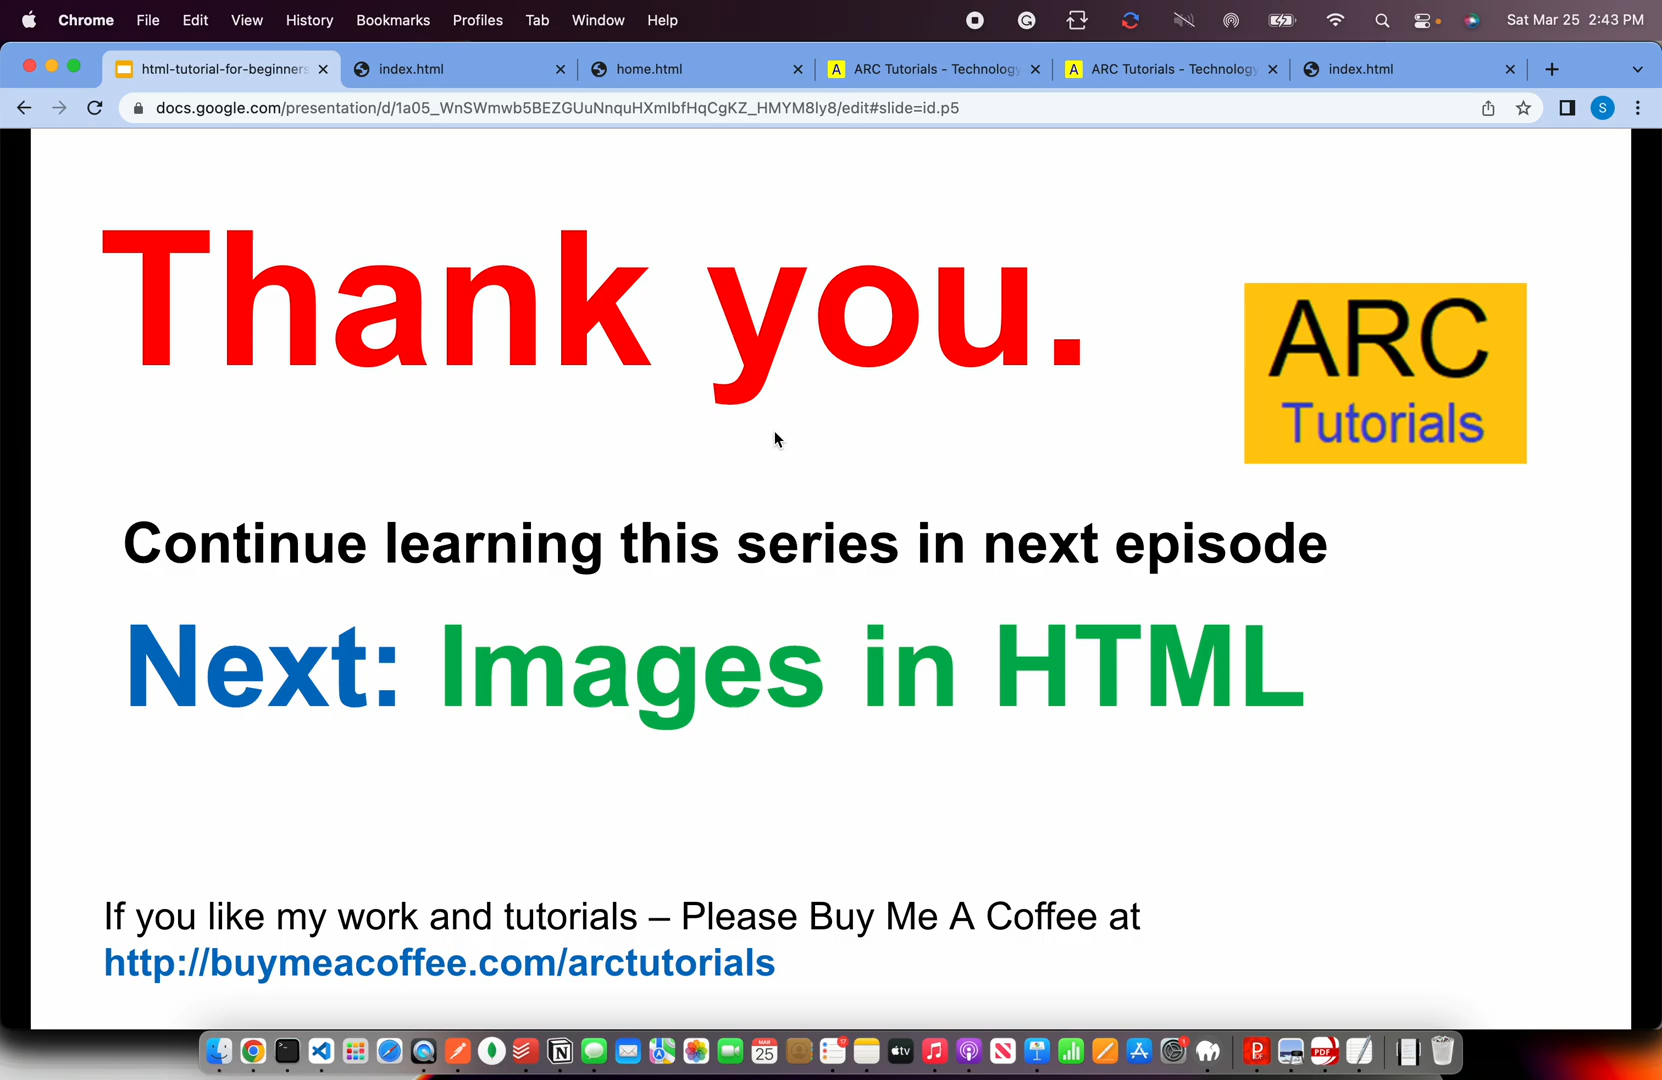 Chrome File Edit View History Bookmarks Profiles Tab Window Help Sat Mar 25 2:43 PM
html-tutorial-for-beginners index.html home.html ARC Tutorials - Technology ARC Tutorials - Technology index.html
docs.google.com/presentation/d/1a05_WnSWmwb5BEZGUuNnquHXmIbfHqCgKZ_HMYM8ly8/edit#slide=id.p5 S
Thank you.
ARC
Tutorials
Continue learning this series in next episode
Next: Images in HTML
If you like my work and tutorials – Please Buy Me A Coffee at
http://buymeacoffee.com/arctutorials